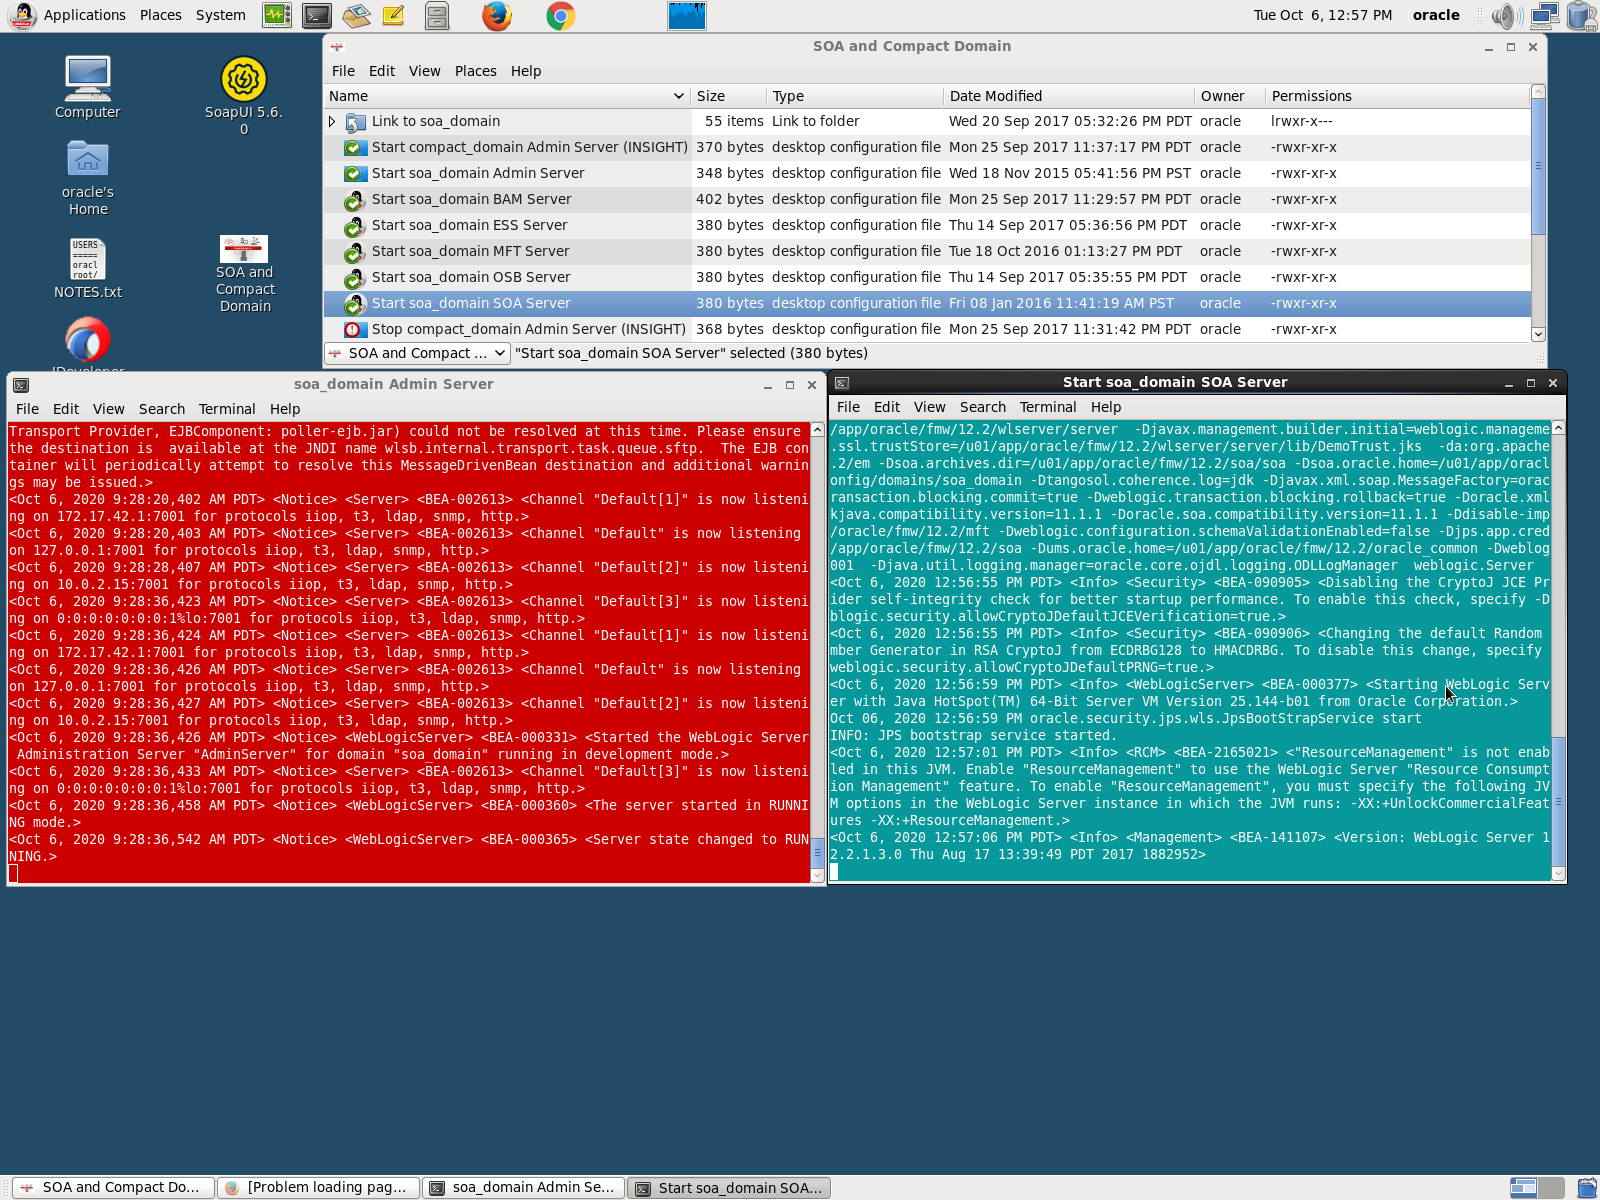 Applications Places System
Tue Oct 6, 12:57 PM oracle
Computer
SoapUI 5.6.
0
oracle's
Home
USERS
=====
oracl
root/
NOTES.txt
SOA and
Compact
Domain
SOA and Compact Domain
File Edit View Places Help
Name Size Type Date Modified Owner Permissions
Link to soa_domain 55 items Link to folder Wed 20 Sep 2017 05:32:26 PM PDT oracle lrwxr-x---
Start compact_domain Admin Server (INSIGHT) 370 bytes desktop configuration file Mon 25 Sep 2017 11:37:17 PM PDT oracle -rwxr-xr-x
Start soa_domain Admin Server 348 bytes desktop configuration file Wed 18 Nov 2015 05:41:56 PM PST oracle -rwxr-xr-x
Start soa_domain BAM Server 402 bytes desktop configuration file Mon 25 Sep 2017 11:29:57 PM PDT oracle -rwxr-xr-x
Start soa_domain ESS Server 380 bytes desktop configuration file Thu 14 Sep 2017 05:36:56 PM PDT oracle -rwxr-xr-x
Start soa_domain MFT Server 380 bytes desktop configuration file Tue 18 Oct 2016 01:13:27 PM PDT oracle -rwxr-xr-x
Start soa_domain OSB Server 380 bytes desktop configuration file Thu 14 Sep 2017 05:35:55 PM PDT oracle -rwxr-xr-x
Start soa_domain SOA Server 380 bytes desktop configuration file Fri 08 Jan 2016 11:41:19 AM PST oracle -rwxr-xr-x
Stop compact_domain Admin Server (INSIGHT) 368 bytes desktop configuration file Mon 25 Sep 2017 11:31:42 PM PDT oracle -rwxr-xr-x
SOA and Compact ... "Start soa_domain SOA Server" selected (380 bytes)
soa_domain Admin Server
File Edit View Search Terminal Help
Transport Provider, EJBComponent: poller-ejb.jar) could not be resolved at this time. Please ensure
the destination is  available at the JNDI name wlsb.internal.transport.task.queue.sftp.  The EJB con
tainer will periodically attempt to resolve this MessageDrivenBean destination and additional warnin
gs may be issued.>
<Oct 6, 2020 9:28:20,402 AM PDT> <Notice> <Server> <BEA-002613> <Channel "Default[1]" is now listeni
ng on 172.17.42.1:7001 for protocols iiop, t3, ldap, snmp, http.>
<Oct 6, 2020 9:28:20,403 AM PDT> <Notice> <Server> <BEA-002613> <Channel "Default" is now listening
on 127.0.0.1:7001 for protocols iiop, t3, ldap, snmp, http.>
<Oct 6, 2020 9:28:28,407 AM PDT> <Notice> <Server> <BEA-002613> <Channel "Default[2]" is now listeni
ng on 10.0.2.15:7001 for protocols iiop, t3, ldap, snmp, http.>
<Oct 6, 2020 9:28:36,423 AM PDT> <Notice> <Server> <BEA-002613> <Channel "Default[3]" is now listeni
ng on 0:0:0:0:0:0:0:1%lo:7001 for protocols iiop, t3, ldap, snmp, http.>
<Oct 6, 2020 9:28:36,424 AM PDT> <Notice> <Server> <BEA-002613> <Channel "Default[1]" is now listeni
ng on 172.17.42.1:7001 for protocols iiop, t3, ldap, snmp, http.>
<Oct 6, 2020 9:28:36,426 AM PDT> <Notice> <Server> <BEA-002613> <Channel "Default" is now listening
on 127.0.0.1:7001 for protocols iiop, t3, ldap, snmp, http.>
<Oct 6, 2020 9:28:36,427 AM PDT> <Notice> <Server> <BEA-002613> <Channel "Default[2]" is now listeni
ng on 10.0.2.15:7001 for protocols iiop, t3, ldap, snmp, http.>
<Oct 6, 2020 9:28:36,426 AM PDT> <Notice> <WebLogicServer> <BEA-000331> <Started the WebLogic Server
Administration Server "AdminServer" for domain "soa_domain" running in development mode.>
<Oct 6, 2020 9:28:36,433 AM PDT> <Notice> <Server> <BEA-002613> <Channel "Default[3]" is now listeni
ng on 0:0:0:0:0:0:0:1%lo:7001 for protocols iiop, t3, ldap, snmp, http.>
<Oct 6, 2020 9:28:36,458 AM PDT> <Notice> <WebLogicServer> <BEA-000360> <The server started in RUNNI
NG mode.>
<Oct 6, 2020 9:28:36,542 AM PDT> <Notice> <WebLogicServer> <BEA-000365> <Server state changed to RUN
NING.>
Start soa_domain SOA Server
File Edit View Search Terminal Help
/app/oracle/fmw/12.2/wlserver/server  -Djavax.management.builder.initial=weblogic.manageme
.ssl.trustStore=/u01/app/oracle/fmw/12.2/wlserver/server/lib/DemoTrust.jks  -da:org.apache
.2/em -Dsoa.archives.dir=/u01/app/oracle/fmw/12.2/soa/soa -Dsoa.oracle.home=/u01/app/oracl
onfig/domains/soa_domain -Dtangosol.coherence.log=jdk -Djavax.xml.soap.MessageFactory=orac
ransaction.blocking.commit=true -Dweblogic.transaction.blocking.rollback=true -Doracle.xml
kjava.compatibility.version=11.1.1 -Doracle.soa.compatibility.version=11.1.1 -Ddisable-imp
/oracle/fmw/12.2/mft -Dweblogic.configuration.schemaValidationEnabled=false -Djps.app.cred
/app/oracle/fmw/12.2/soa -Dums.oracle.home=/u01/app/oracle/fmw/12.2/oracle_common -Dweblog
001  -Djava.util.logging.manager=oracle.core.ojdl.logging.ODLLogManager  weblogic.Server
<Oct 6, 2020 12:56:55 PM PDT> <Info> <Security> <BEA-090905> <Disabling the CryptoJ JCE Pr
ider self-integrity check for better startup performance. To enable this check, specify -D
blogic.security.allowCryptoJDefaultJCEVerification=true.>
<Oct 6, 2020 12:56:55 PM PDT> <Info> <Security> <BEA-090906> <Changing the default Random
mber Generator in RSA CryptoJ from ECDRBG128 to HMACDRBG. To disable this change, specify
weblogic.security.allowCryptoJDefaultPRNG=true.>
<Oct 6, 2020 12:56:59 PM PDT> <Info> <WebLogicServer> <BEA-000377> <Starting WebLogic Serv
er with Java HotSpot(TM) 64-Bit Server VM Version 25.144-b01 from Oracle Corporation.>
Oct 06, 2020 12:56:59 PM oracle.security.jps.wls.JpsBootStrapService start
INFO: JPS bootstrap service started.
<Oct 6, 2020 12:57:01 PM PDT> <Info> <RCM> <BEA-2165021> <"ResourceManagement" is not enab
led in this JVM. Enable "ResourceManagement" to use the WebLogic Server "Resource Consumpt
ion Management" feature. To enable "ResourceManagement", you must specify the following JV
M options in the WebLogic Server instance in which the JVM runs: -XX:+UnlockCommercialFeat
ures -XX:+ResourceManagement.>
<Oct 6, 2020 12:57:06 PM PDT> <Info> <Management> <BEA-141107> <Version: WebLogic Server 1
2.2.1.3.0 Thu Aug 17 13:39:49 PDT 2017 1882952>
SOA and Compact Do... [Problem loading pag... soa_domain Admin Se... Start soa_domain SOA...